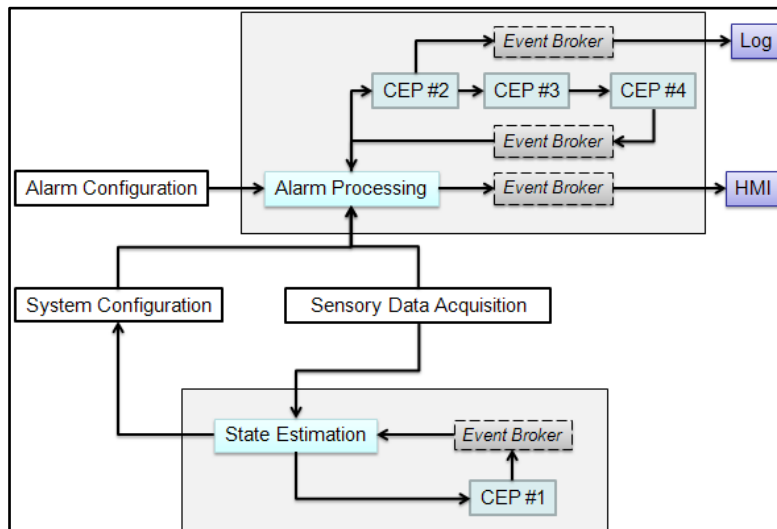 Event Broker
Log
CEP #2
CEP #3
CEP #4
Event Broker
Alarm Configuration
Alarm Processing
Event Broker
HMI
System Configuration
Sensory Data Acquisition
State Estimation
Event Broker
CEP #1